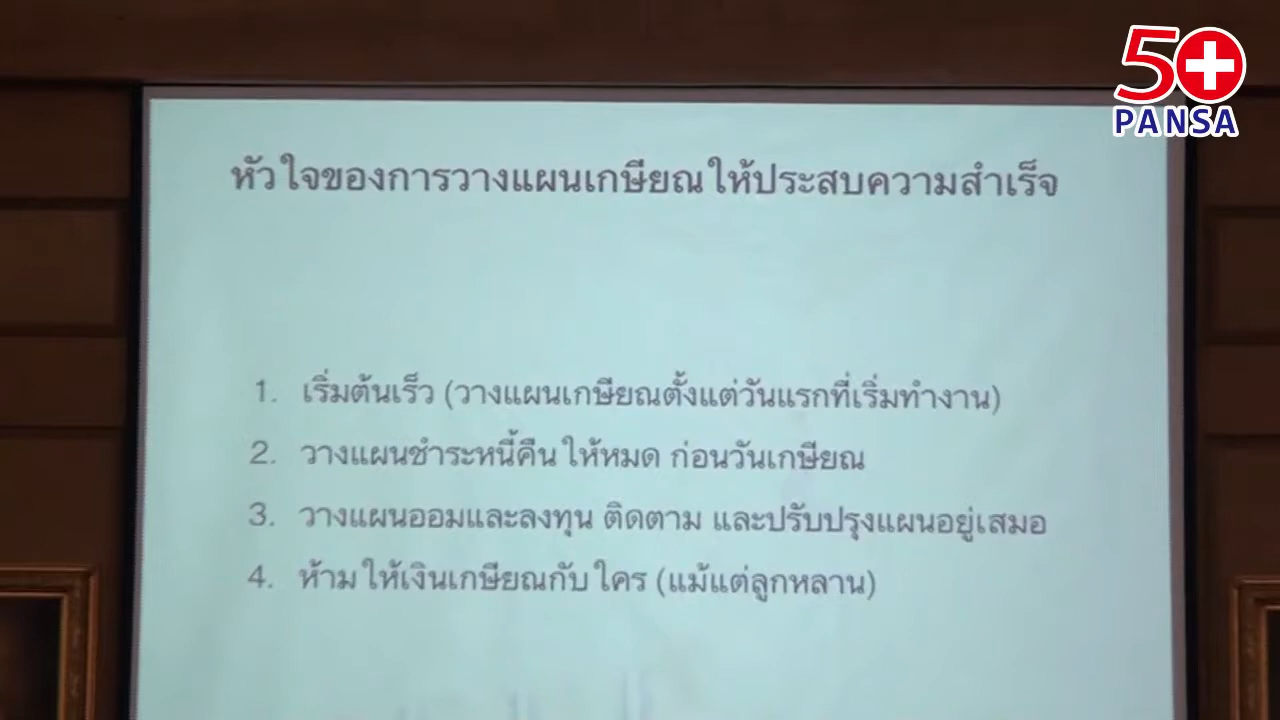 50
PANSA
หัวใจของการวางแผนเกษียณให้ประสบความสำเร็จ
1. เริ่มต้นเร็ว (วางแผนเกษียณตั้งแต่วันแรกที่เริ่มทำงาน)
2. วางแผนชำระหนี้คืน ให้หมด ก่อนวันเกษียณ
3. วางแผนออมและลงทุน ติดตาม และปรับปรุงแผนอยู่เสมอ
4. ห้าม ให้เงินเกษียณกับ ใคร (แม้แต่ลูกหลาน)